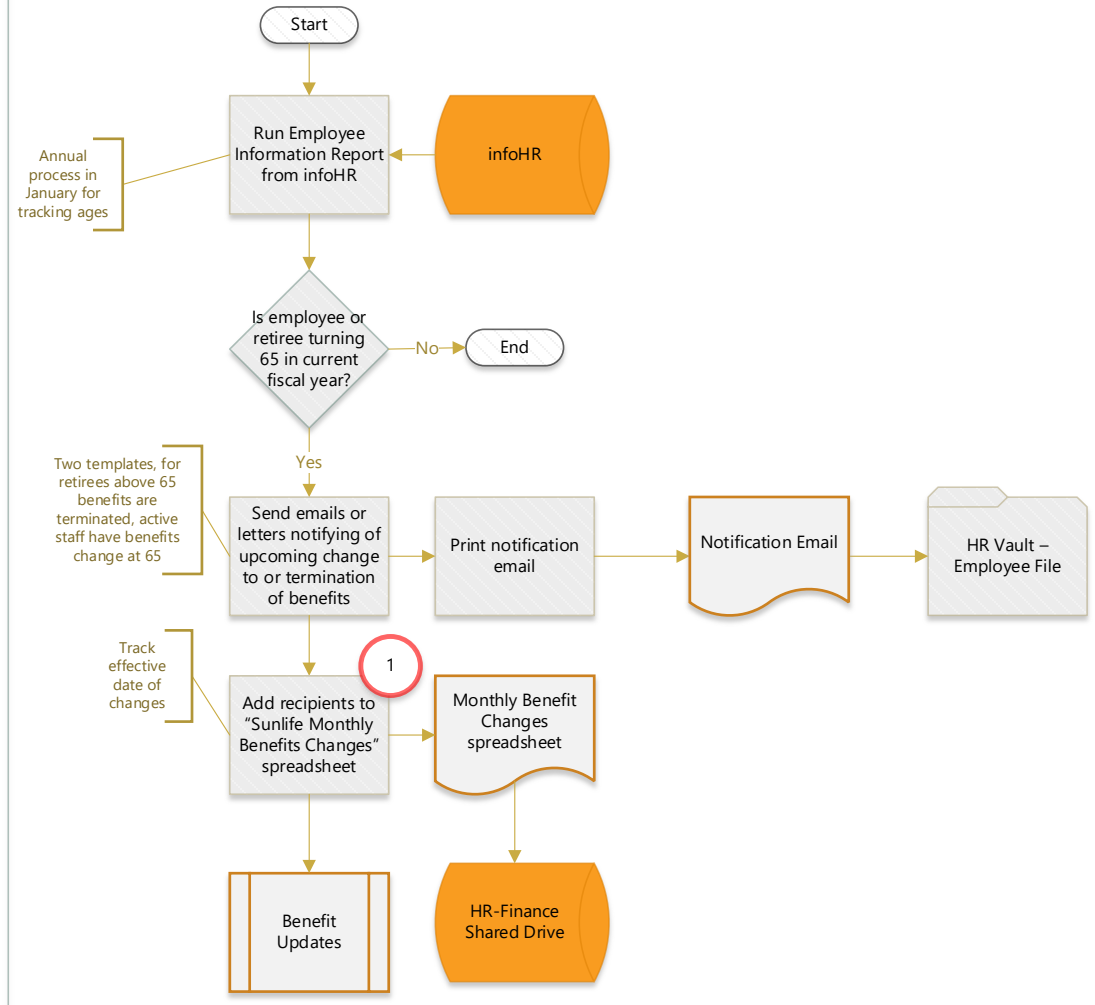 Start
Run Employee
Information Report
from infoHR
infoHR
Annual
process in
January for
tracking ages
Is employee or
retiree turning
65 in current
fiscal year?
No
End
Yes
Two templates, for
retirees above 65
benefits are
terminated, active
staff have benefits
change at 65
Send emails or
letters notifying of
upcoming change
to or termination
of benefits
Print notification
email
Notification Email
HR Vault –
Employee File
Track
effective
date of
changes
1
Add recipients to
“Sunlife Monthly
Benefits Changes”
spreadsheet
Monthly Benefit
Changes
spreadsheet
Benefit
Updates
HR-Finance
Shared Drive